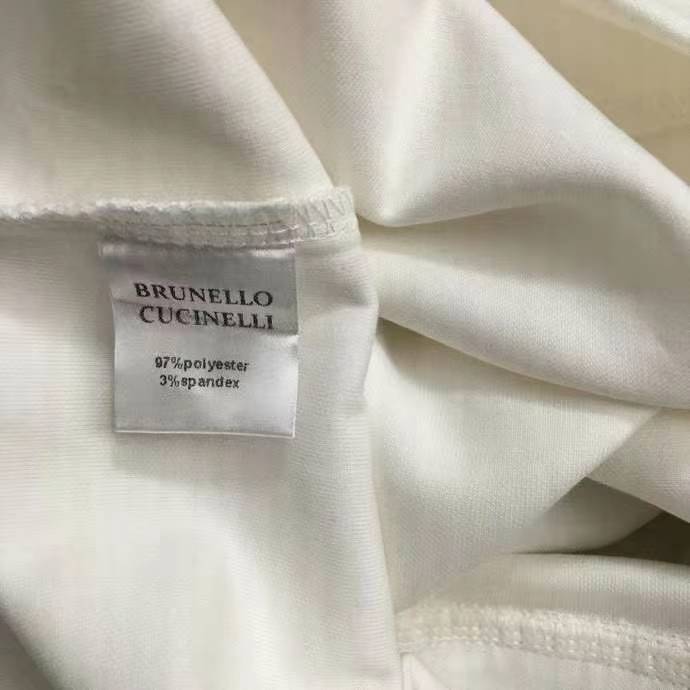 BRUNELLO
CUCINELLI
97%polyester
3%spandex